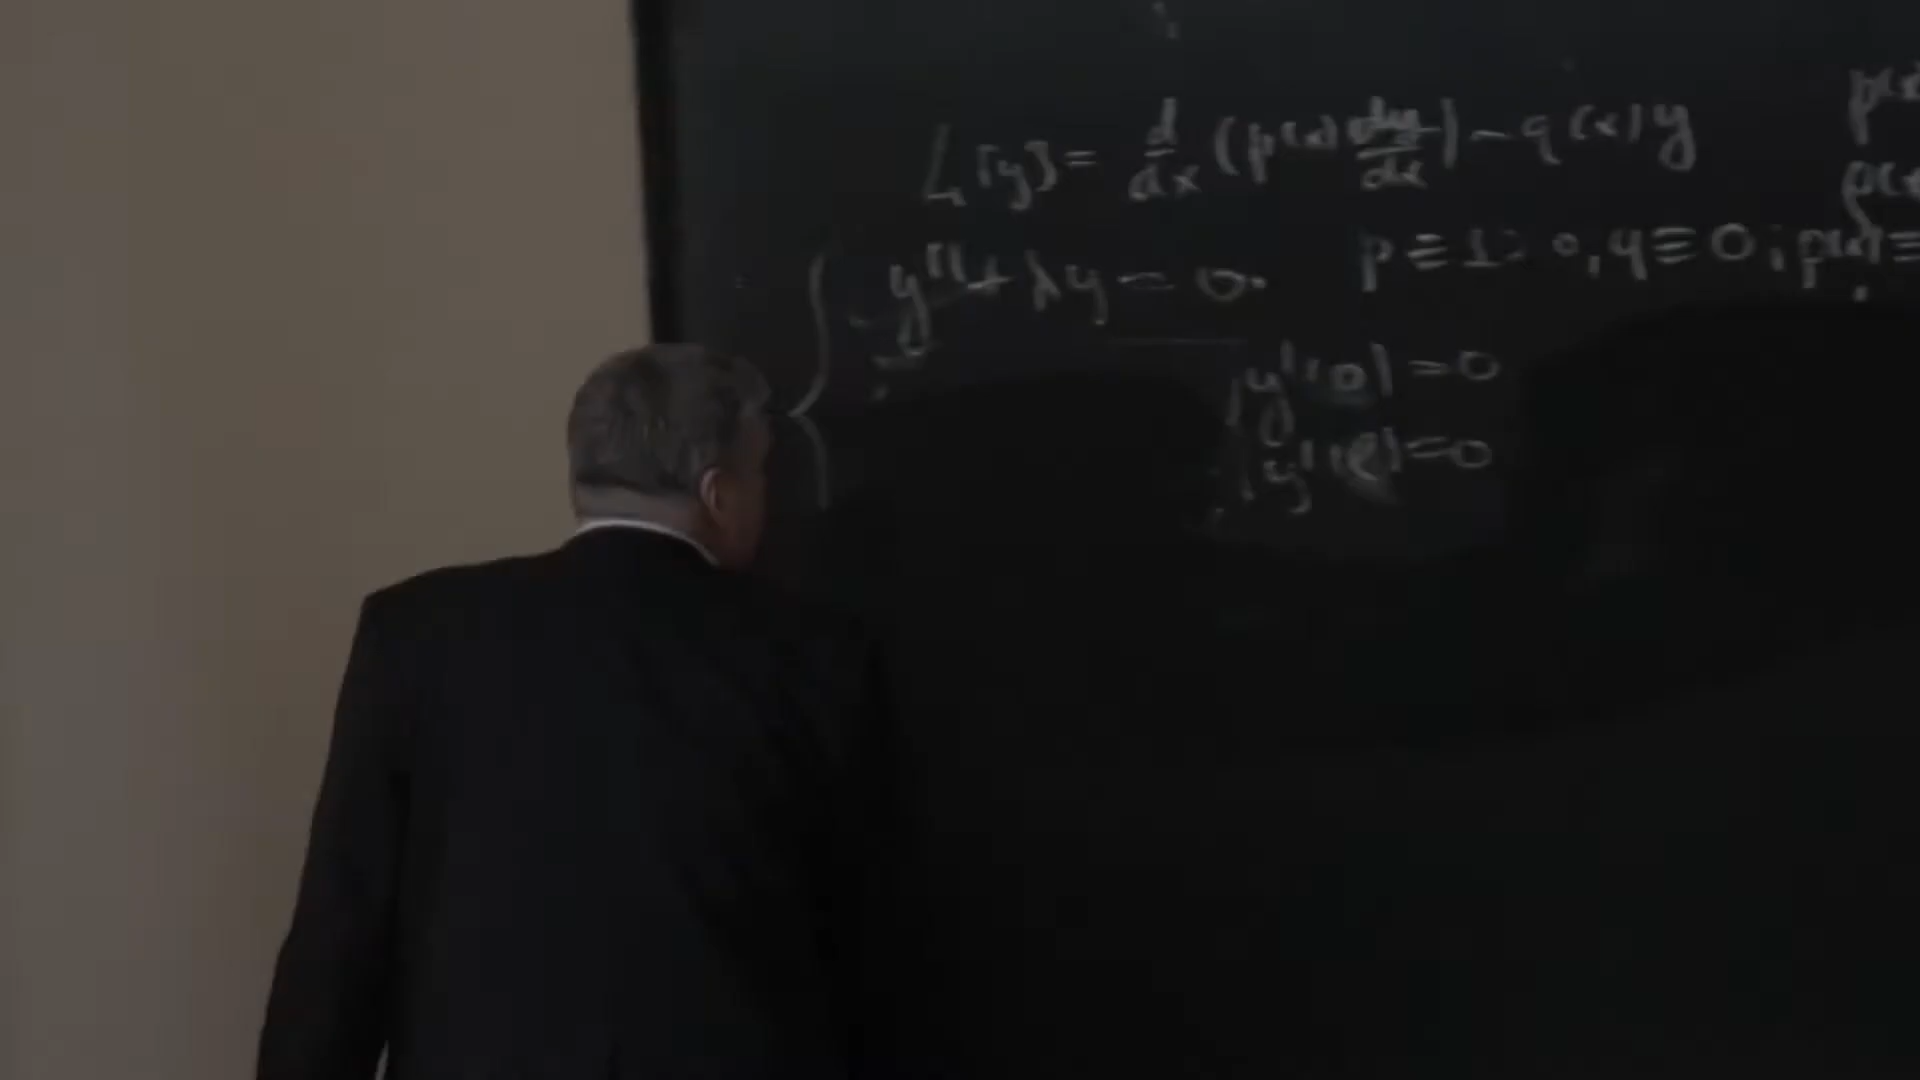 L[y] = d/dx (p(x) dy/dx) - q(x) y
p(x
p(x
y'' + λy = 0. p ≡ 1 > 0, q ≡ 0; ρ(x) ≡
y'(0) = 0
y'(ℓ) = 0